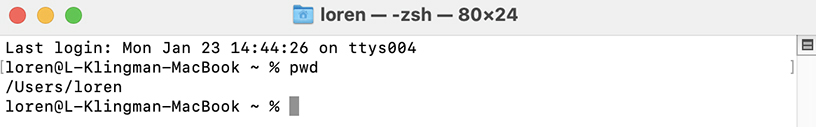 loren — -zsh — 80×24
Last login: Mon Jan 23 14:44:26 on ttys004
[loren@L-Klingman-MacBook ~ % pwd ]
/Users/loren
loren@L-Klingman-MacBook ~ %